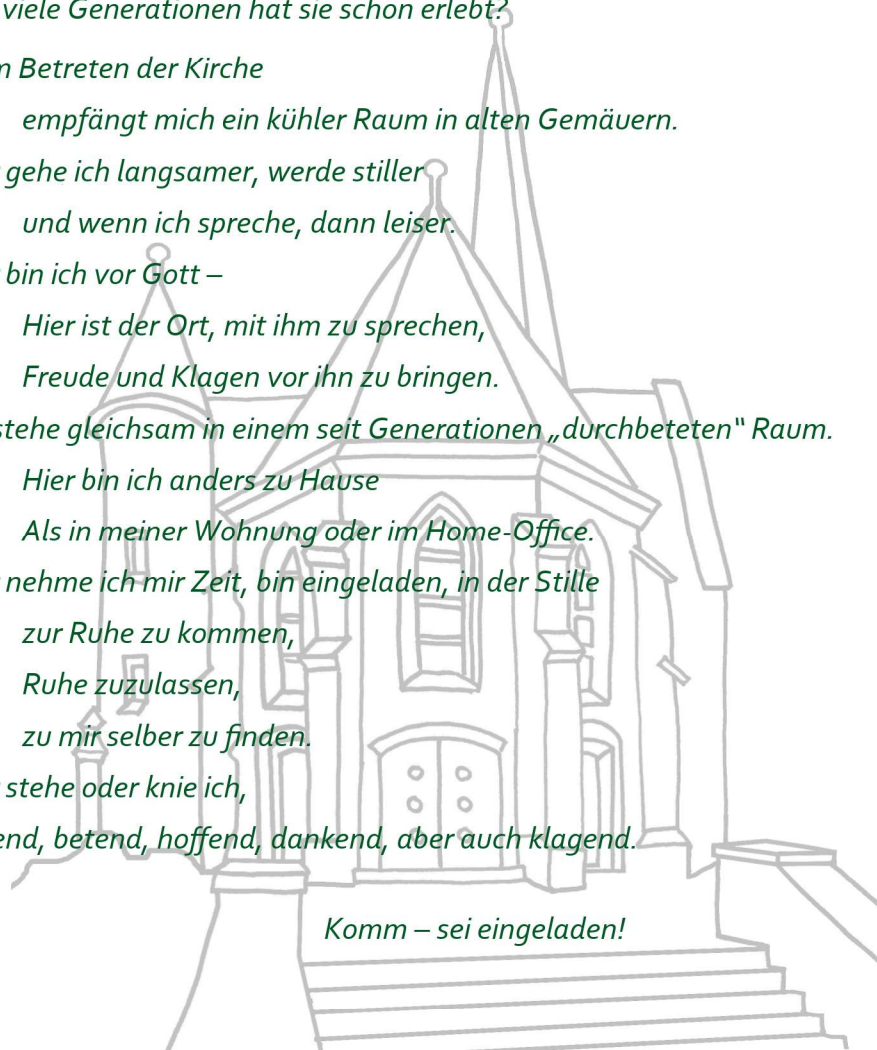 viele Generationen hat sie schon erlebt?
Betreten der Kirche
empfängt mich ein kühler Raum in alten Gemäuern.
gehe ich langsamer, werde stiller
und wenn ich spreche, dann leiser.
bin ich vor Gott –
Hier ist der Ort, mit ihm zu sprechen,
Freude und Klagen vor ihn zu bringen.
stehe gleichsam in einem seit Generationen „durchbeteten“ Raum.
Hier bin ich anders zu Hause
Als in meiner Wohnung oder im Home-Office.
nehme ich mir Zeit, bin eingeladen, in der Stille
zur Ruhe zu kommen,
Ruhe zuzulassen,
zu mir selber zu finden.
stehe oder knie ich,
betend, hoffend, dankend, aber auch klagend.
Komm – sei eingeladen!